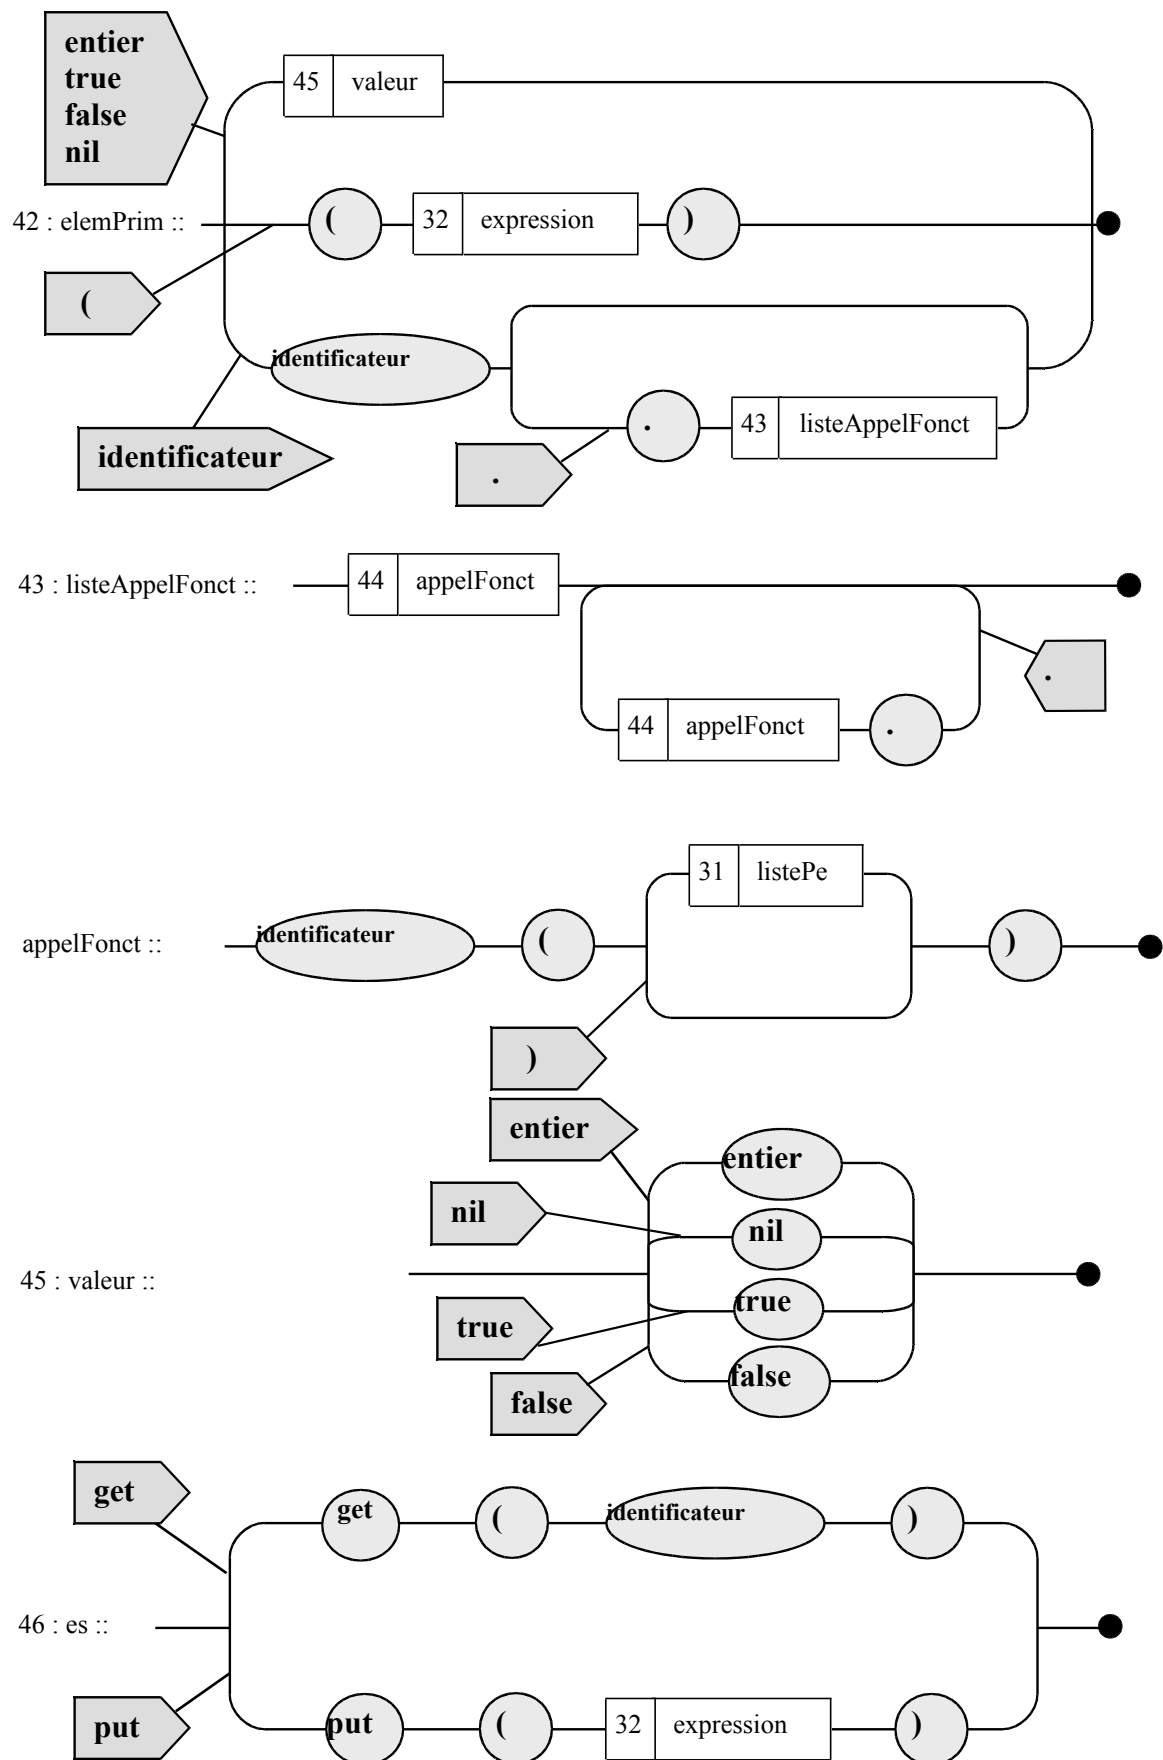 entier
true
false
nil
45 valeur
42 : elemPrim :: ( 32 expression )
(
identificateur
. 43 listeAppelFonct
identificateur
.
43 : listeAppelFonct :: 44 appelFonct
.
44 appelFonct .
31 listePe
appelFonct :: identificateur ( )
)
entier
entier
nil
nil
45 : valeur ::
true
true
false
false
get
get ( identificateur )
46 : es ::
put
put ( 32 expression )